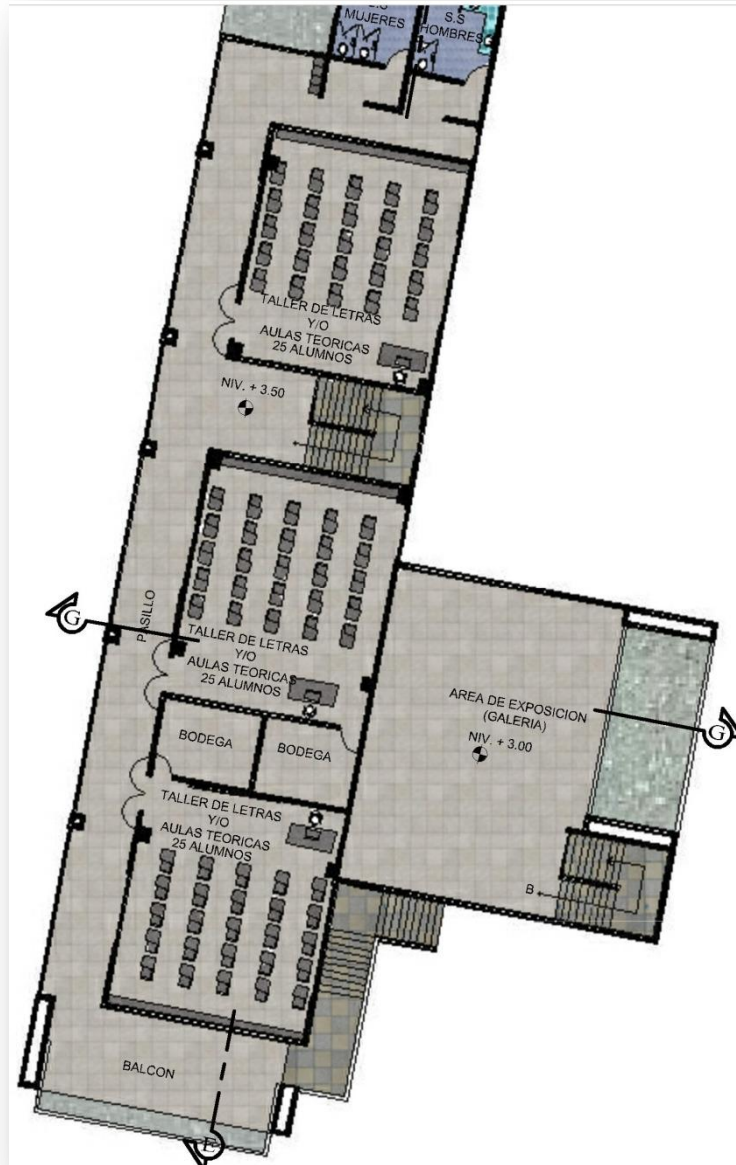 S.S
MUJERES
S.S
HOMBRES
TALLER DE LETRAS
Y/O
AULAS TEORICAS
25 ALUMNOS
NIV. + 3.50
PASILLO
G
TALLER DE LETRAS
Y/O
AULAS TEORICAS
25 ALUMNOS
AREA DE EXPOSICION
(GALERIA)
NIV. + 3.00
G
BODEGA
BODEGA
TALLER DE LETRAS
Y/O
AULAS TEORICAS
25 ALUMNOS
B
BALCON
E